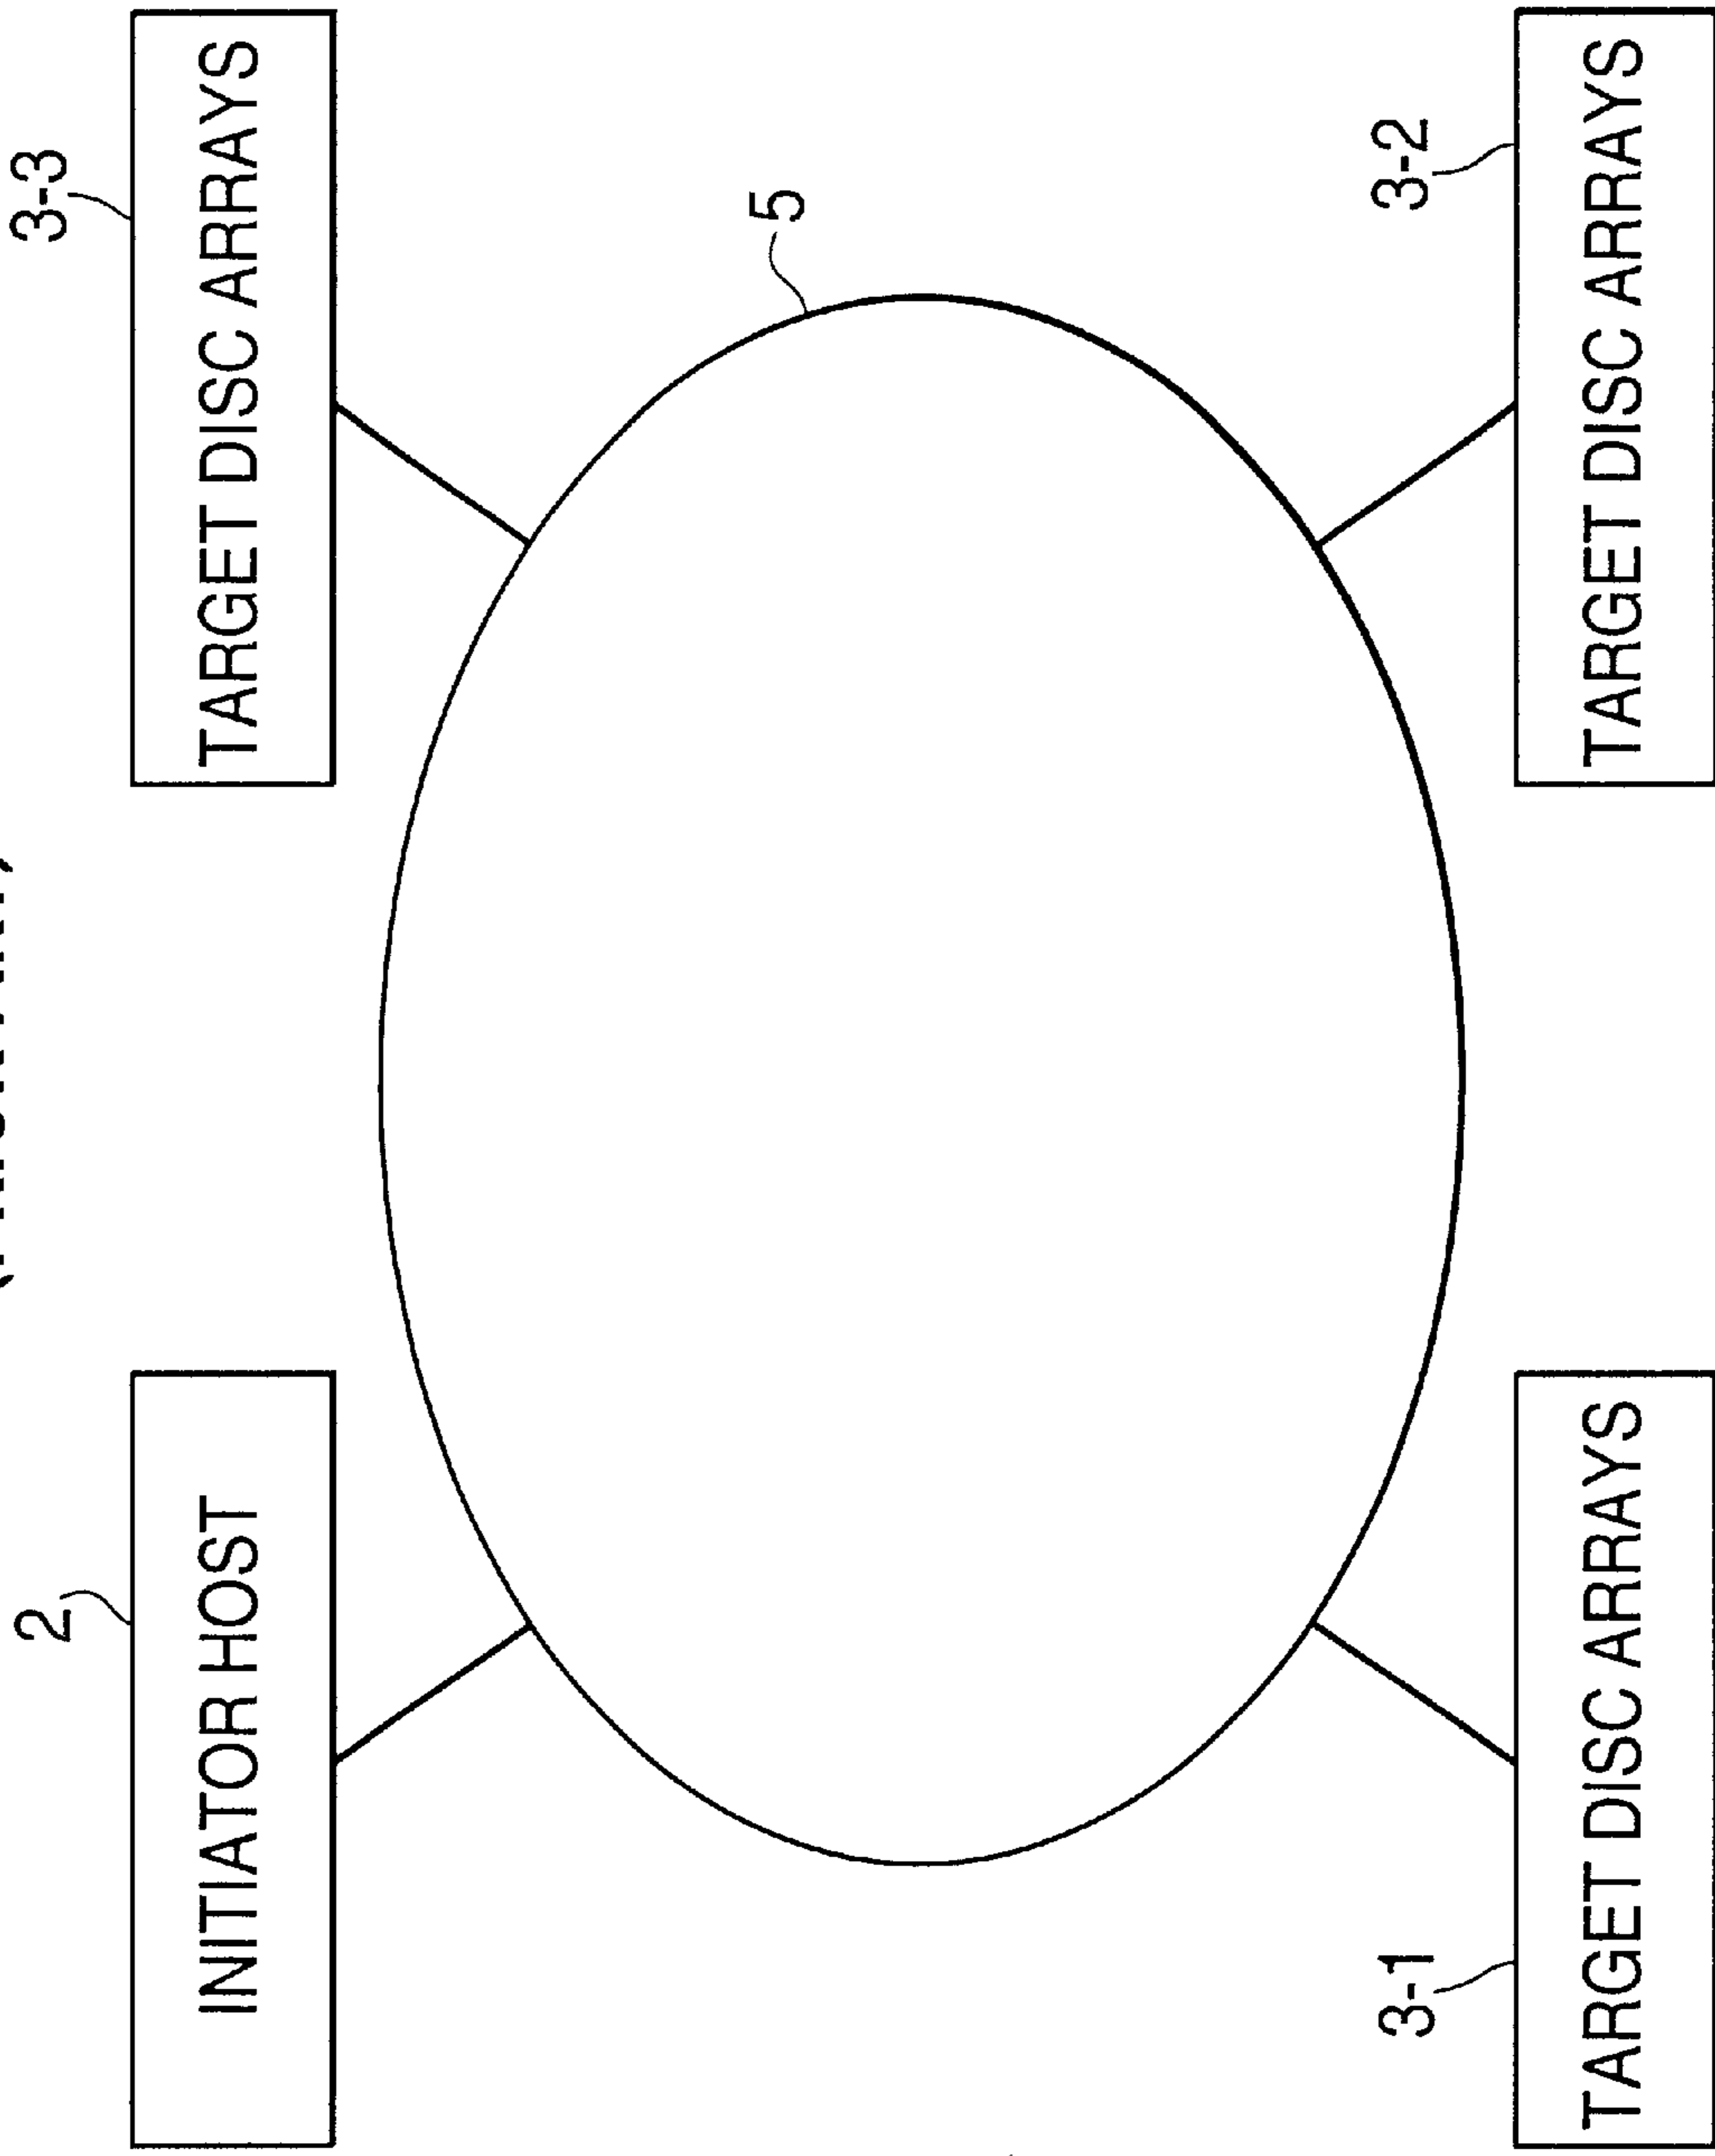 2
INITIATOR HOST
3-3
TARGET DISC ARRAYS
5
3-1
TARGET DISC ARRAYS
3-2
TARGET DISC ARRAYS